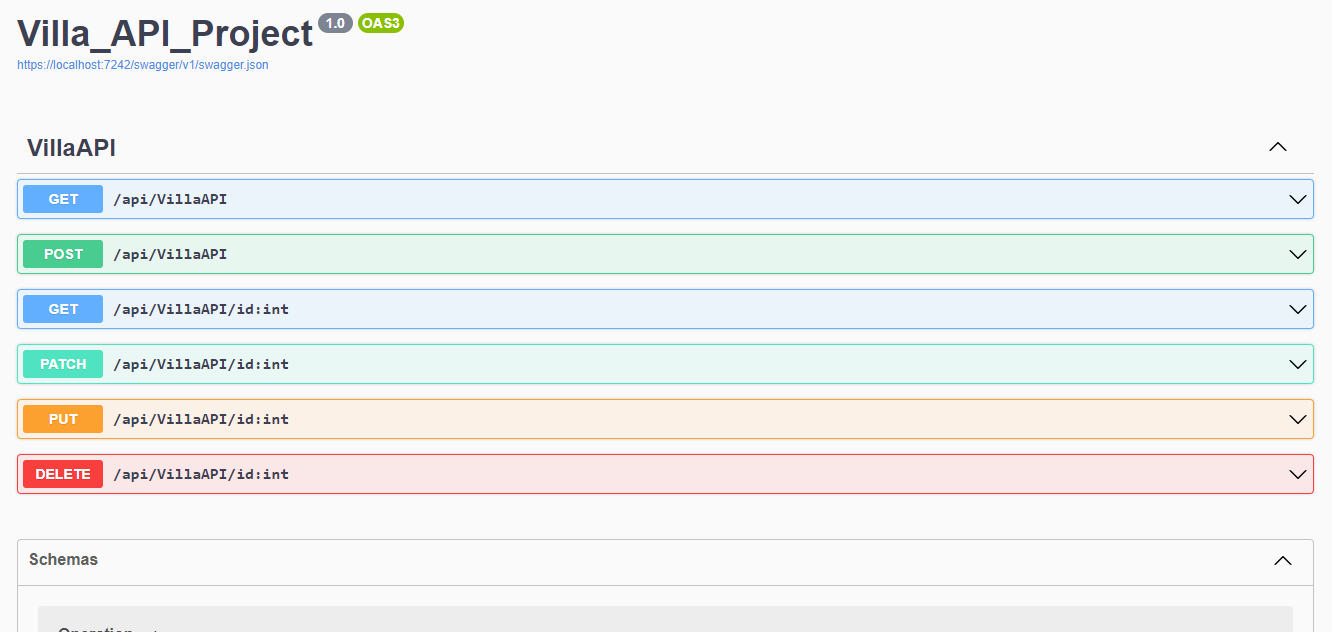 Villa_API_Project 1.0 OAS3
https://localhost:7242/swagger/v1/swagger.json
VillaAPI
GET /api/VillaAPI
POST /api/VillaAPI
GET /api/VillaAPI/id:int
PATCH /api/VillaAPI/id:int
PUT /api/VillaAPI/id:int
DELETE /api/VillaAPI/id:int
Schemas
Operation